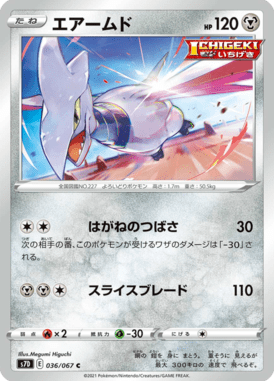 たね エアームド HP120
ICHIGEKI
いちげき
全国図鑑NO.227 よろいどりポケモン 高さ:1.7m 重さ:50.5kg
はがねのつばさ 30
次の相手の番、このポケモンが受けるワザのダメージは「-30」される。
スライスブレード 110
弱点 ×2 抵抗力 -30 にげる
Illus. Megumi Higuchi
S7D E 036/067 C
©2021 Pokémon/Nintendo/Creatures/GAME FREAK.